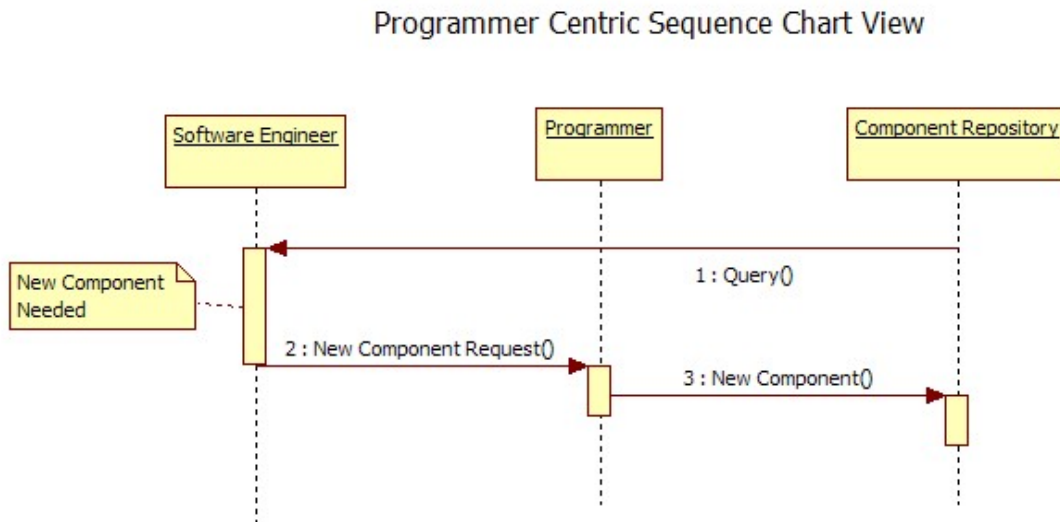 Programmer Centric Sequence Chart View
Software Engineer
Programmer
Component Repository
1 : Query()
New Component
Needed
2 : New Component Request()
3 : New Component()